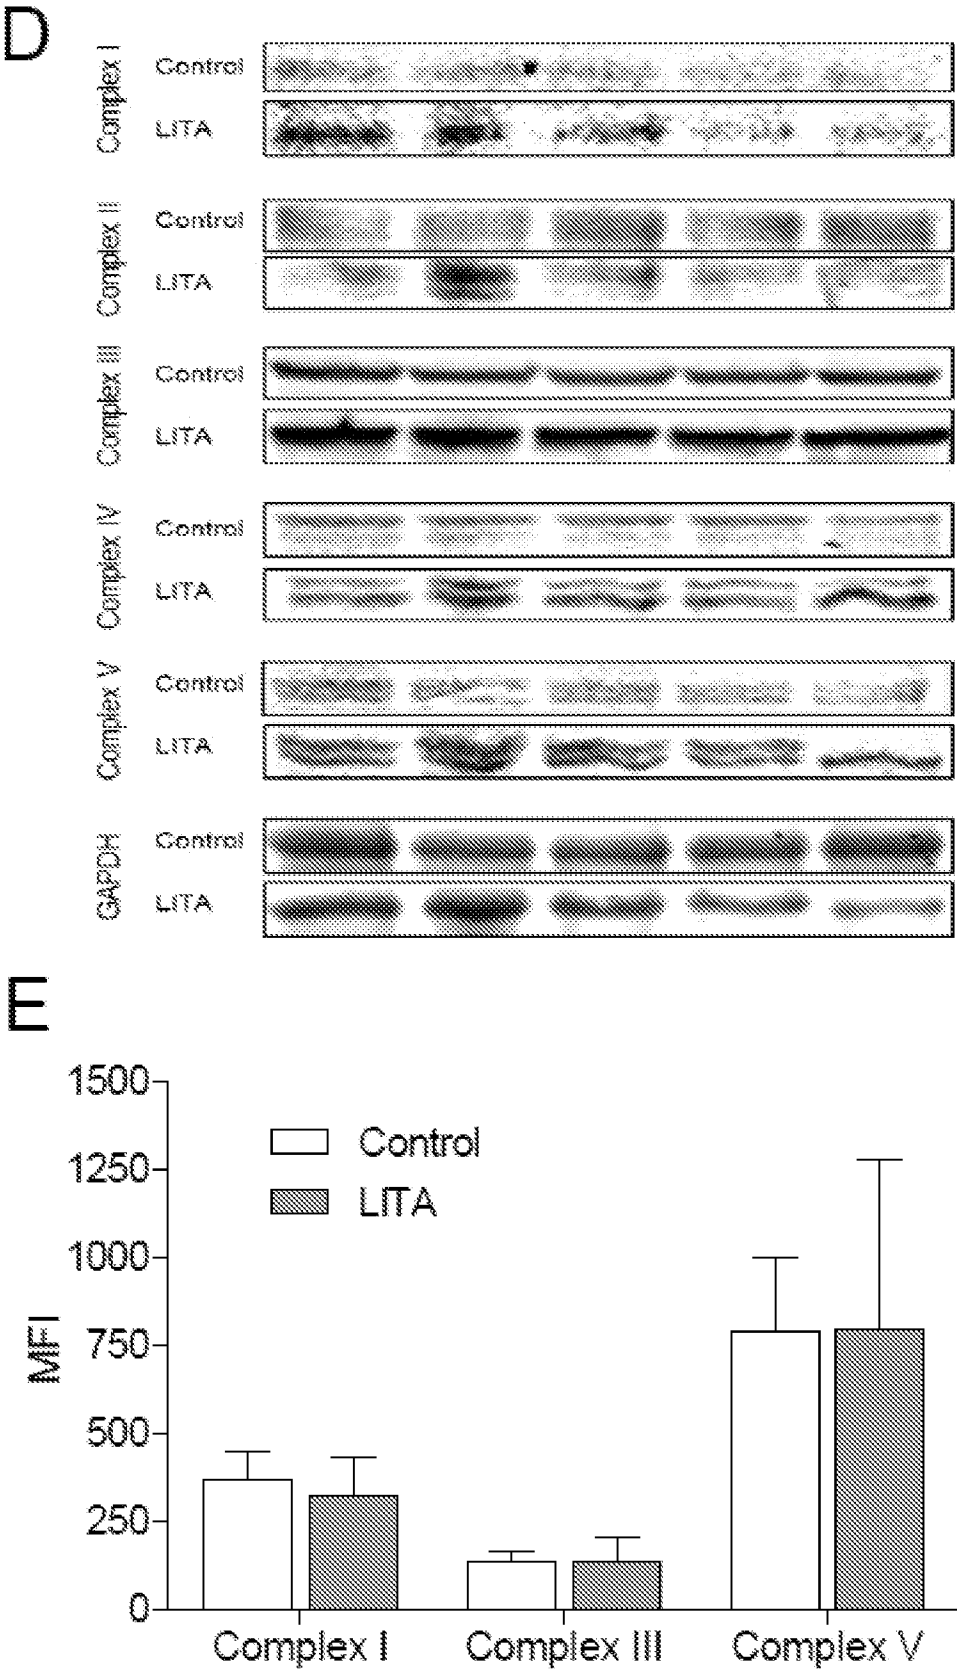 D
Complex I
Control
LITA
Complex II
Control
LITA
Complex III
Control
LITA
Complex IV
Control
LITA
Complex V
Control
LITA
GAPDH
Control
LITA
E
1500
1250
1000
750
500
250
0
MFI
Control
LITA
Complex I
Complex III
Complex V